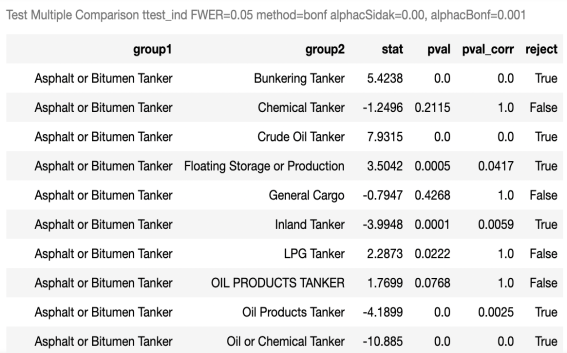 Test Multiple Comparison ttest_ind FWER=0.05 method=bonf alphacSidak=0.00, alphacBonf=0.001
group1 group2 stat pval pval_corr reject
Asphalt or Bitumen Tanker Bunkering Tanker 5.4238 0.0 0.0 True
Asphalt or Bitumen Tanker Chemical Tanker -1.2496 0.2115 1.0 False
Asphalt or Bitumen Tanker Crude Oil Tanker 7.9315 0.0 0.0 True
Asphalt or Bitumen Tanker Floating Storage or Production 3.5042 0.0005 0.0417 True
Asphalt or Bitumen Tanker General Cargo -0.7947 0.4268 1.0 False
Asphalt or Bitumen Tanker Inland Tanker -3.9948 0.0001 0.0059 True
Asphalt or Bitumen Tanker LPG Tanker 2.2873 0.0222 1.0 False
Asphalt or Bitumen Tanker OIL PRODUCTS TANKER 1.7699 0.0768 1.0 False
Asphalt or Bitumen Tanker Oil Products Tanker -4.1899 0.0 0.0025 True
Asphalt or Bitumen Tanker Oil or Chemical Tanker -10.885 0.0 0.0 True